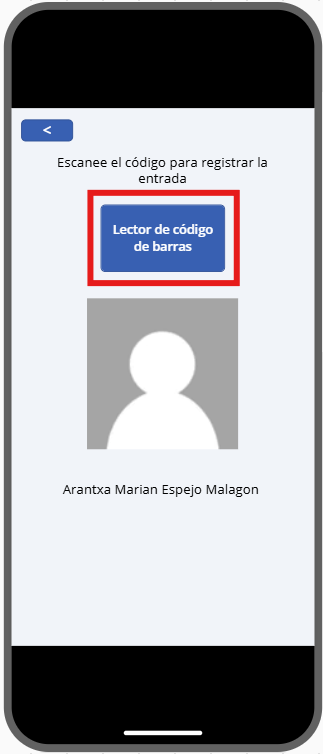 <
Escanee el código para registrar la
entrada
Lector de código
de barras
Arantxa Marian Espejo Malagon